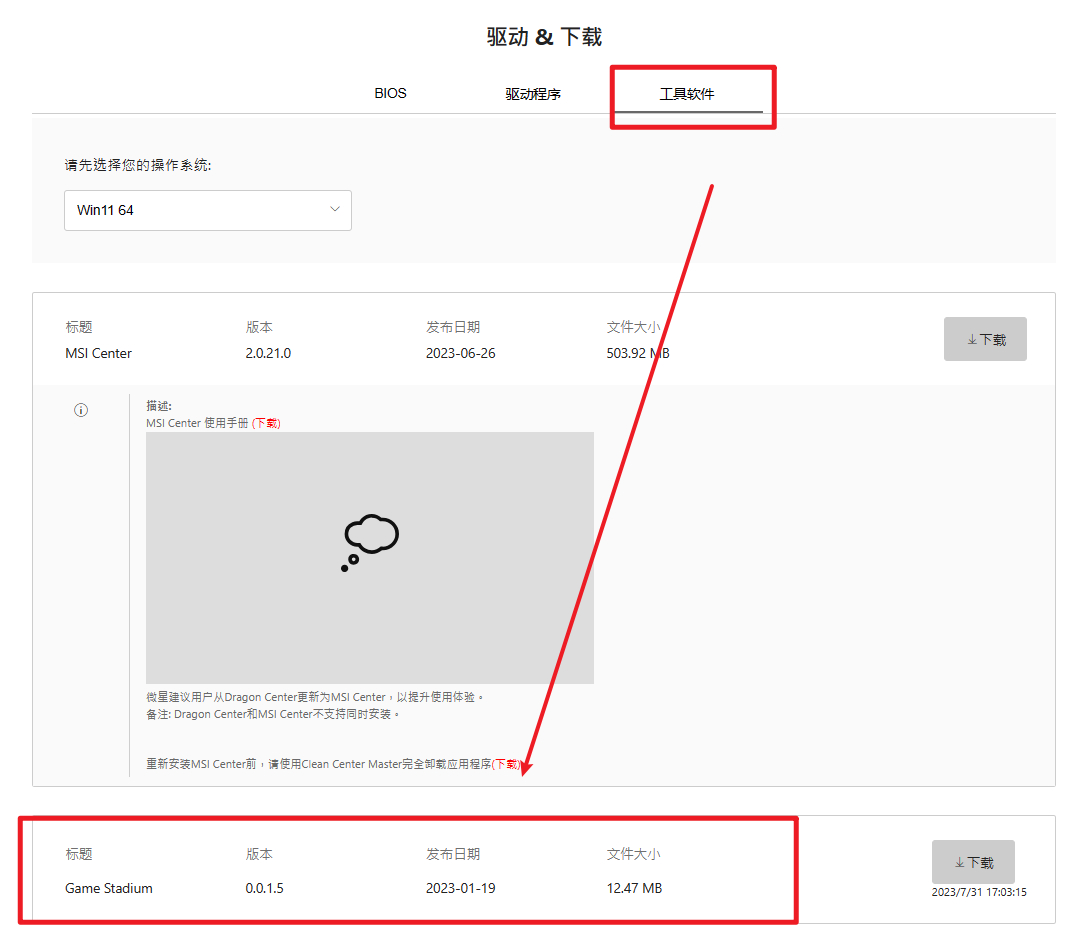 驱动 & 下载
BIOS 驱动程序 工具软件
请先选择您的操作系统:
Win11 64
标题 版本 发布日期 文件大小
MSI Center 2.0.21.0 2023-06-26 503.92 MB
下载
描述:
MSI Center 使用手册 (下载)
微星建议用户从Dragon Center更新为MSI Center，以提升使用体验。
备注: Dragon Center和MSI Center不支持同时安装。
重新安装MSI Center前，请使用Clean Center Master完全卸载应用程序(下载)
标题 版本 发布日期 文件大小
Game Stadium 0.0.1.5 2023-01-19 12.47 MB
下载
2023/7/31 17:03:15